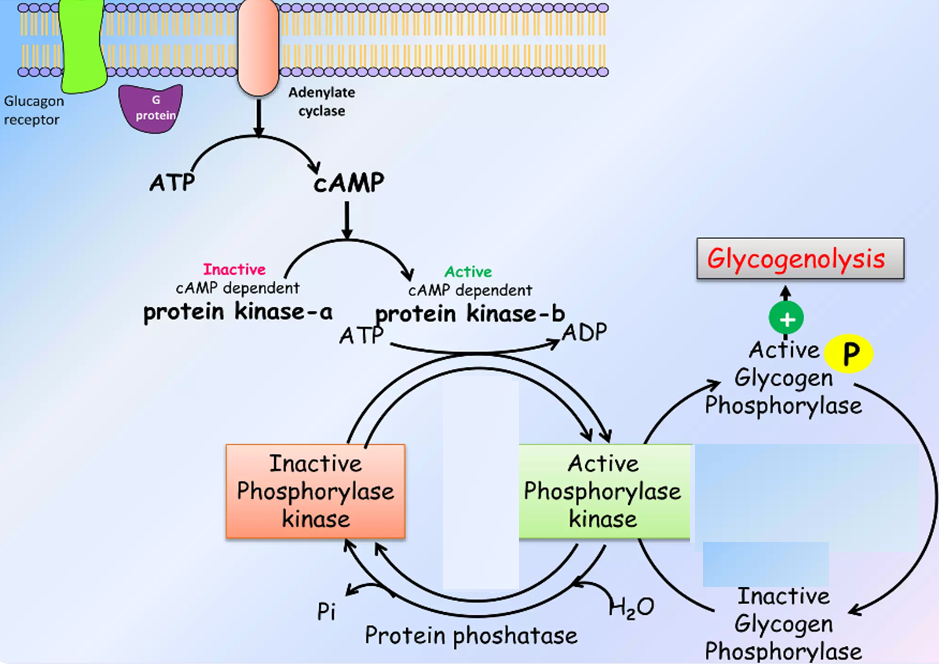 Glucagon
receptor
G
protein
Adenylate
cyclase
ATP
cAMP
Inactive
cAMP dependent
protein kinase-a
Active
cAMP dependent
protein kinase-b
ATP
ADP
Glycogenolysis
+
Active
Glycogen
Phosphorylase
P
Inactive
Phosphorylase
kinase
Active
Phosphorylase
kinase
Pi
H₂O
Protein phoshatase
Inactive
Glycogen
Phosphorylase